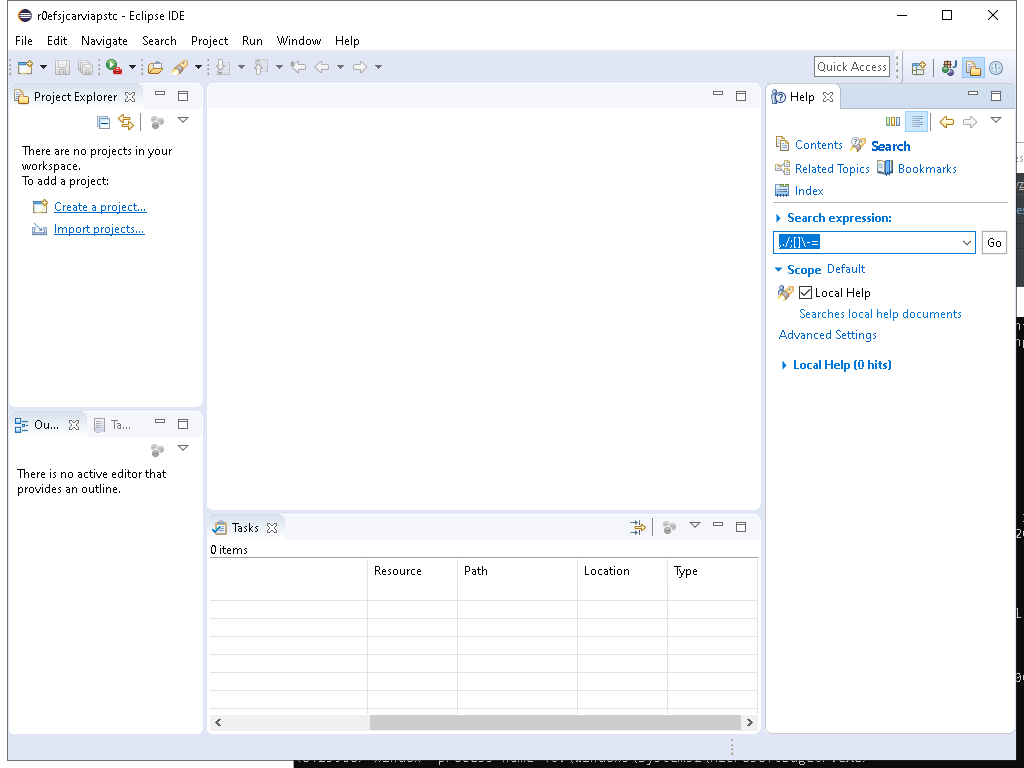 r0efsjcarviapstc - Eclipse IDE
File Edit Navigate Search Project Run Window Help
Quick Access
Project Explorer
There are no projects in your
workspace.
To add a project:
Create a project...
Import projects...
Ou...
Ta...
There is no active editor that
provides an outline.
Tasks
0 items
Resource Path Location Type
Help
Contents Search
Related Topics Bookmarks
Index
Search expression:
,./;[]\-=
Go
Scope Default
Local Help
Searches local help documents
Advanced Settings
Local Help (0 hits)